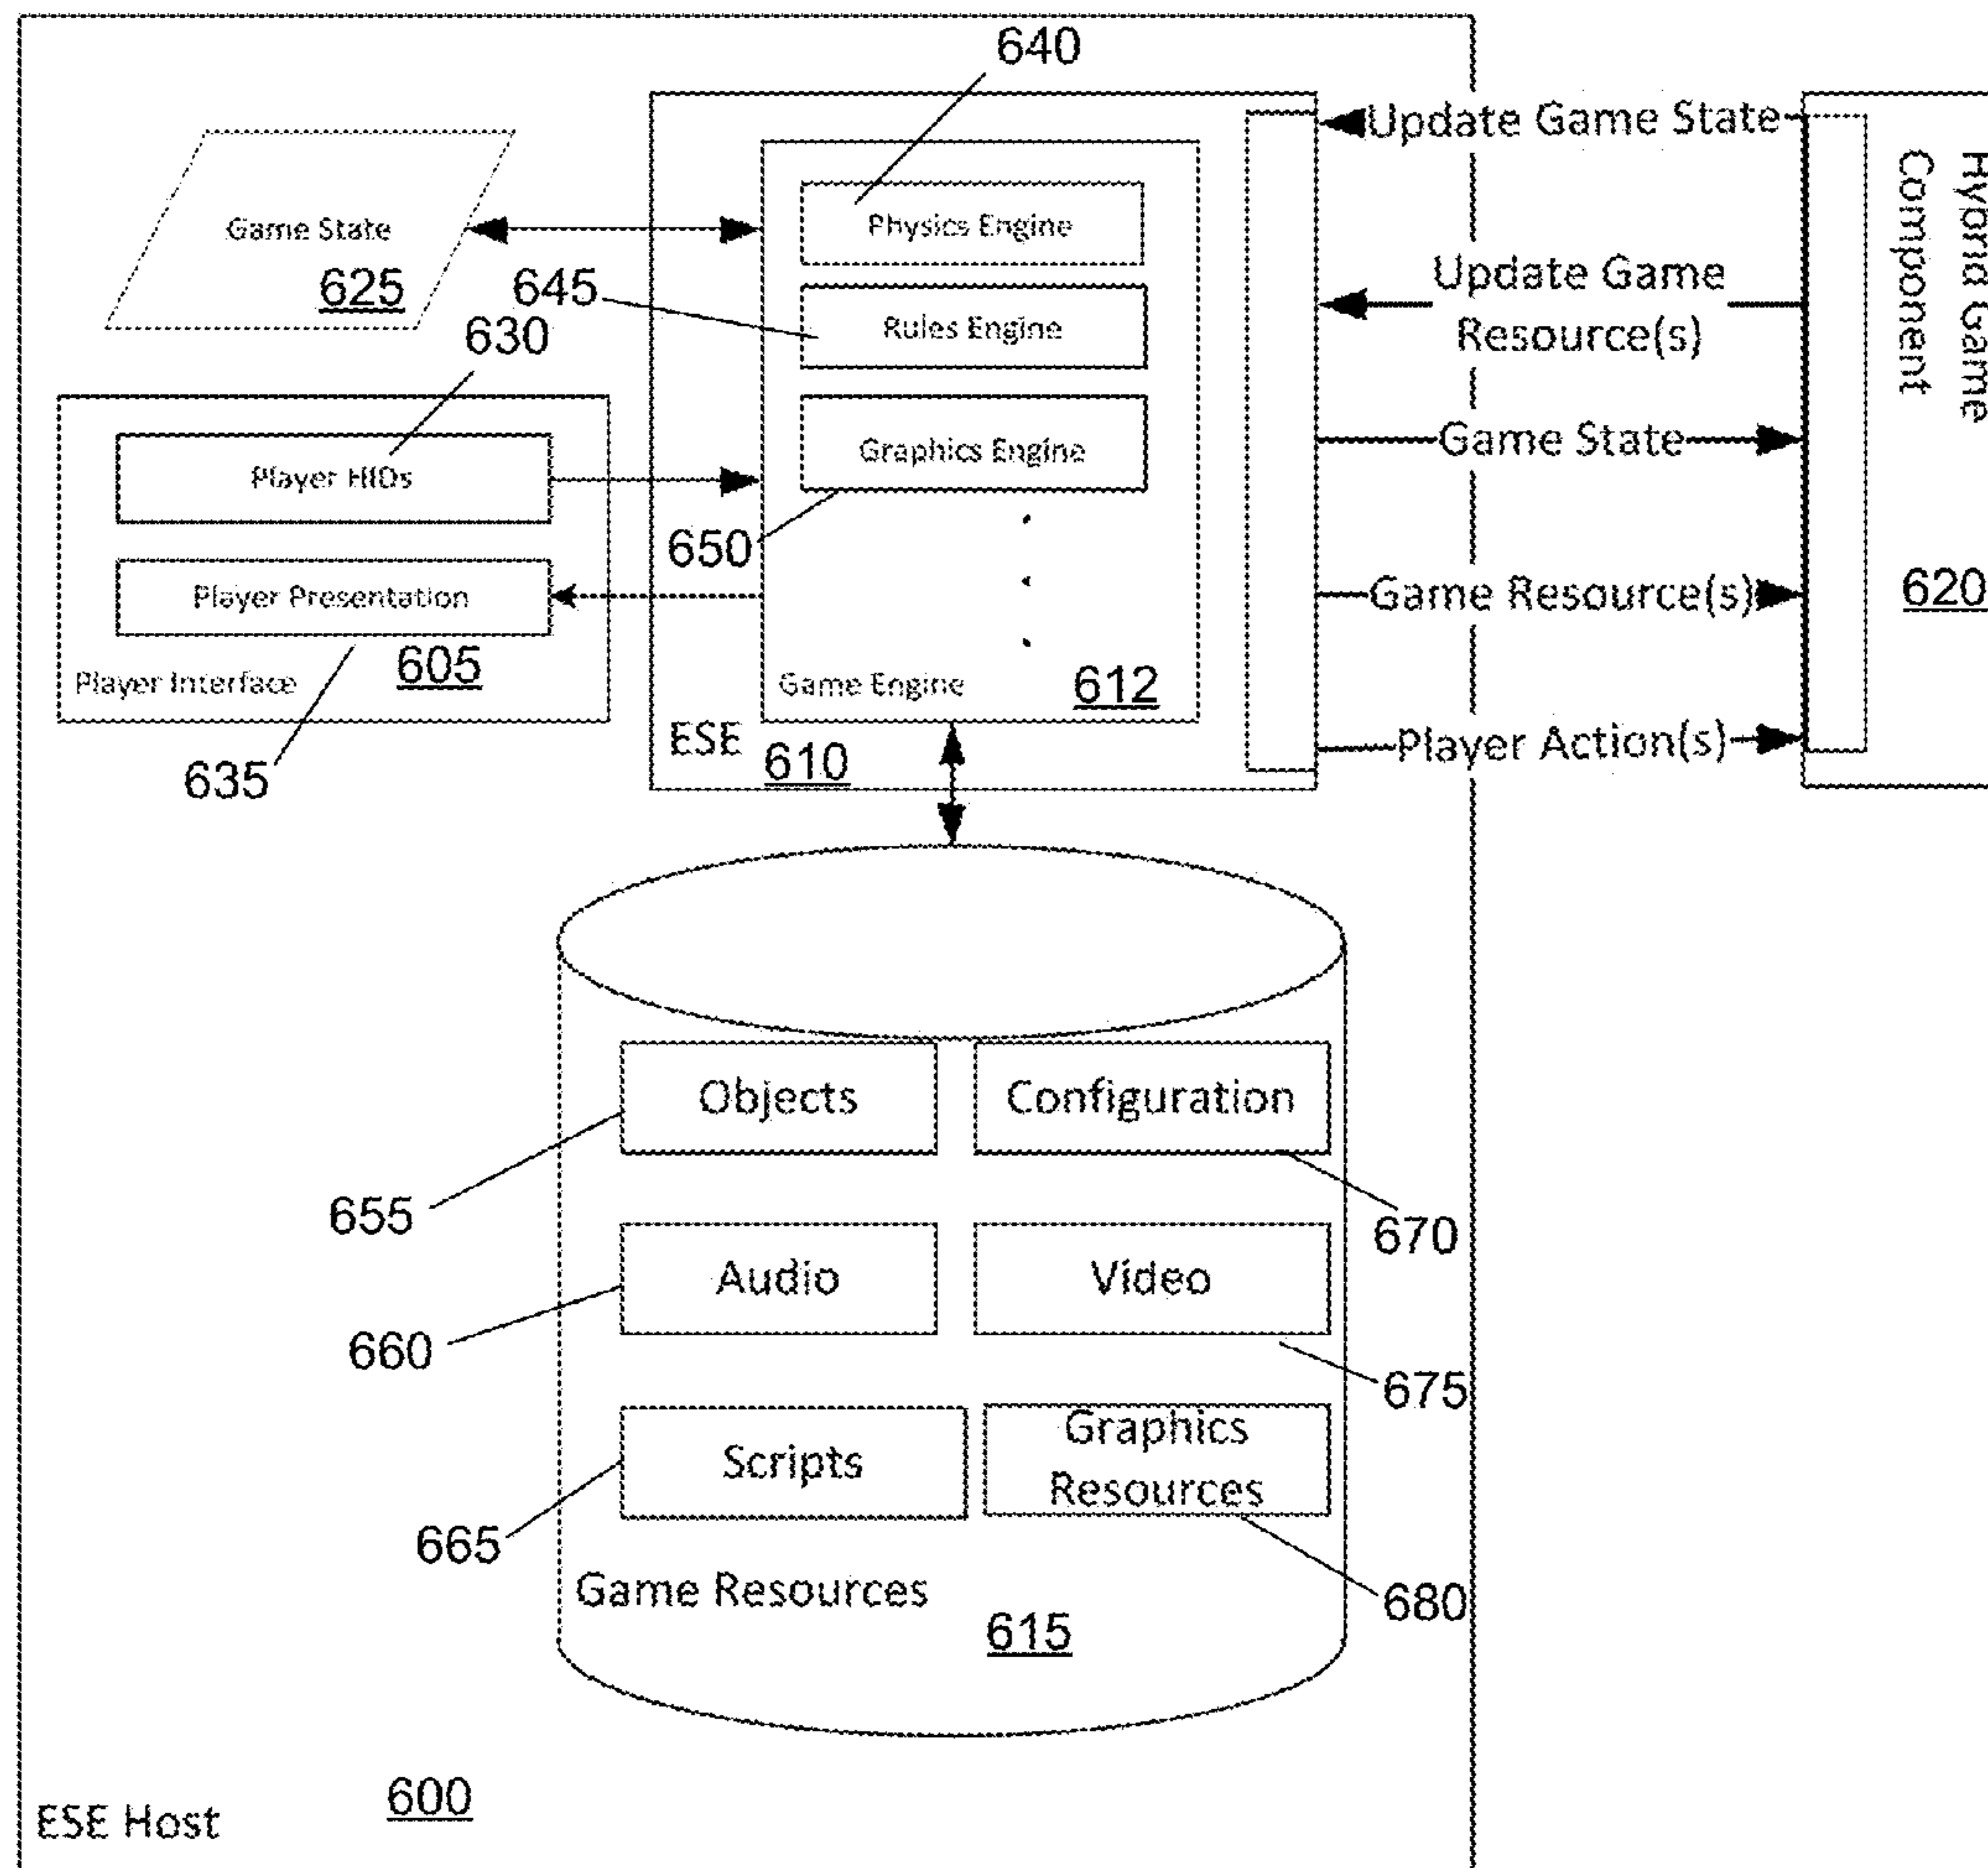 640
Update Game State
Physics Engine
Game State
625
645
Rules Engine
630
Update Game
Resource(s)
Hybrid Game
Component
Graphics Engine
Game State
Player HIDs
650
Player Presentation
Game Resource(s)
620
605
Player Interface
Game Engine
612
ESE
610
Player Action(s)
635
Objects
Configuration
655
670
Audio
Video
660
675
Scripts
Graphics
Resources
665
Game Resources
680
615
600
ESE Host